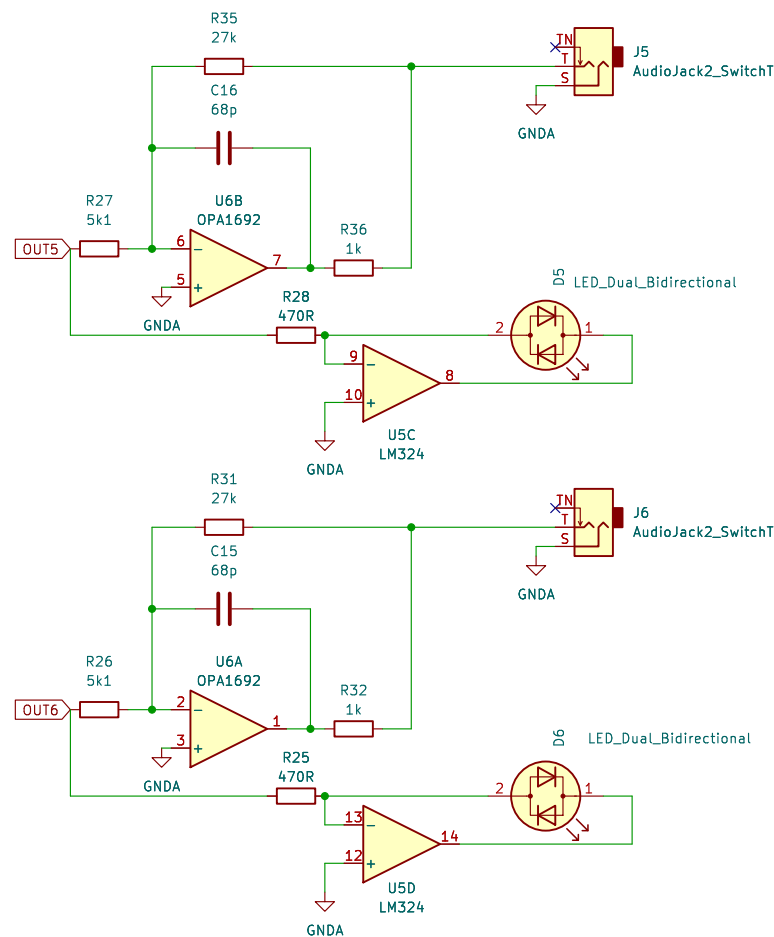 R35
27k
TN
J5
T
AudioJack2_SwitchT
C16
S
68p
GNDA
R27
5k1
U6B
OPA1692
R36
1k
OUT5
6
7
5
D5
LED_Dual_Bidirectional
R28
470R
GNDA
2
1
9
8
10
U5C
LM324
GNDA
R31
27k
TN
J6
T
AudioJack2_SwitchT
C15
S
68p
GNDA
R26
5k1
U6A
OPA1692
R32
1k
OUT6
2
1
3
D6
LED_Dual_Bidirectional
R25
470R
GNDA
2
1
13
14
12
U5D
LM324
GNDA